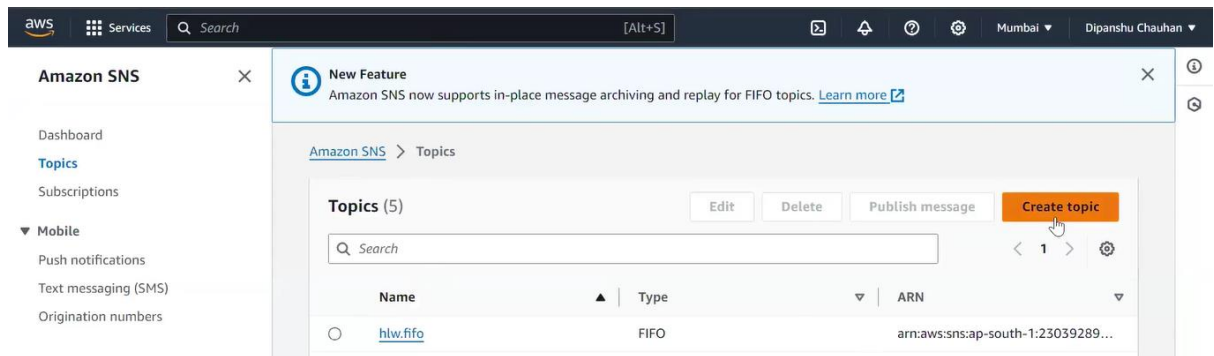 aws Services Search [Alt+S] Mumbai Dipanshu Chauhan
Amazon SNS
Dashboard
Topics
Subscriptions
Mobile
Push notifications
Text messaging (SMS)
Origination numbers
New Feature
Amazon SNS now supports in-place message archiving and replay for FIFO topics. Learn more
Amazon SNS > Topics
Topics (5) Edit Delete Publish message Create topic
Search
1
Name Type ARN
hlw.fifo FIFO arn:aws:sns:ap-south-1:23039289...